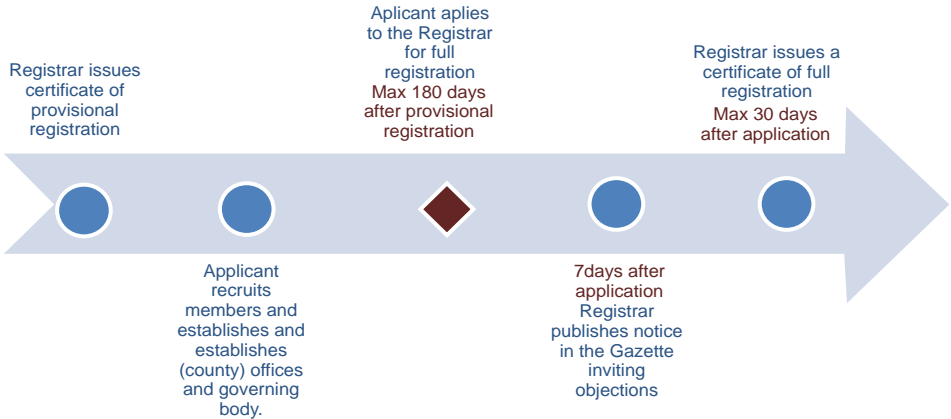 Registrar issues
certificate of
provisional
registration
Applicant
recruits
members and
establishes and
establishes
(county) offices
and governing
body.
Aplicant aplies
to the Registrar
for full
registration
Max 180 days
after provisional
registration
7days after
application
Registrar
publishes notice
in the Gazette
inviting
objections
Registrar issues a
certificate of full
registration
Max 30 days
after application